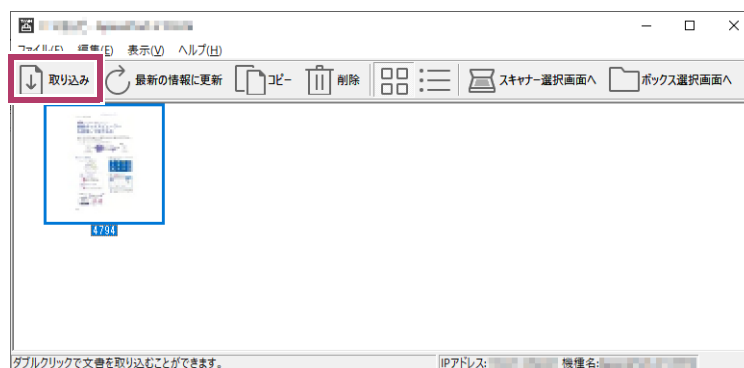 ファイル(F) 編集(E) 表示(V) ヘルプ(H)
取り込み 最新の情報に更新 コピー 削除 スキャナー選択画面へ ボックス選択画面へ
4794
ダブルクリックで文書を取り込むことができます。 IPアドレス: 機種名: